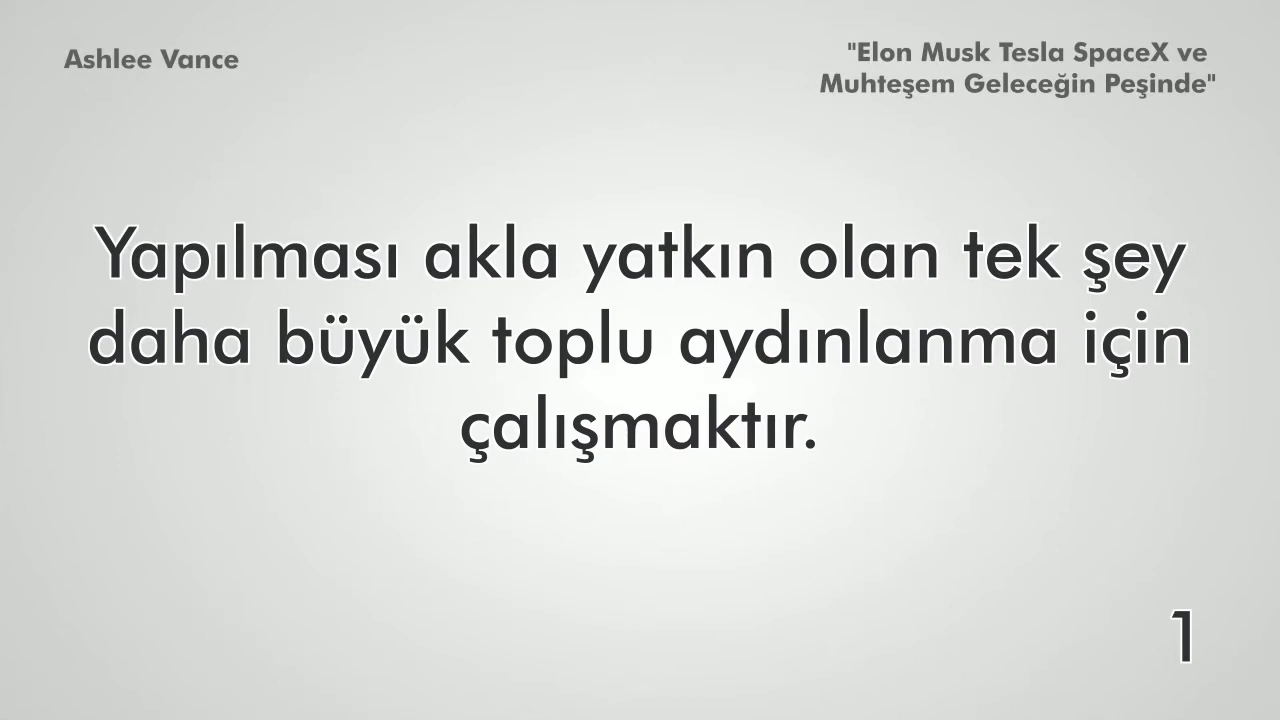 Ashlee Vance
"Elon Musk Tesla SpaceX ve
Muhteşem Geleceğin Peşinde"
Yapılması akla yatkın olan tek şey
daha büyük toplu aydınlanma için
çalışmaktır.
1